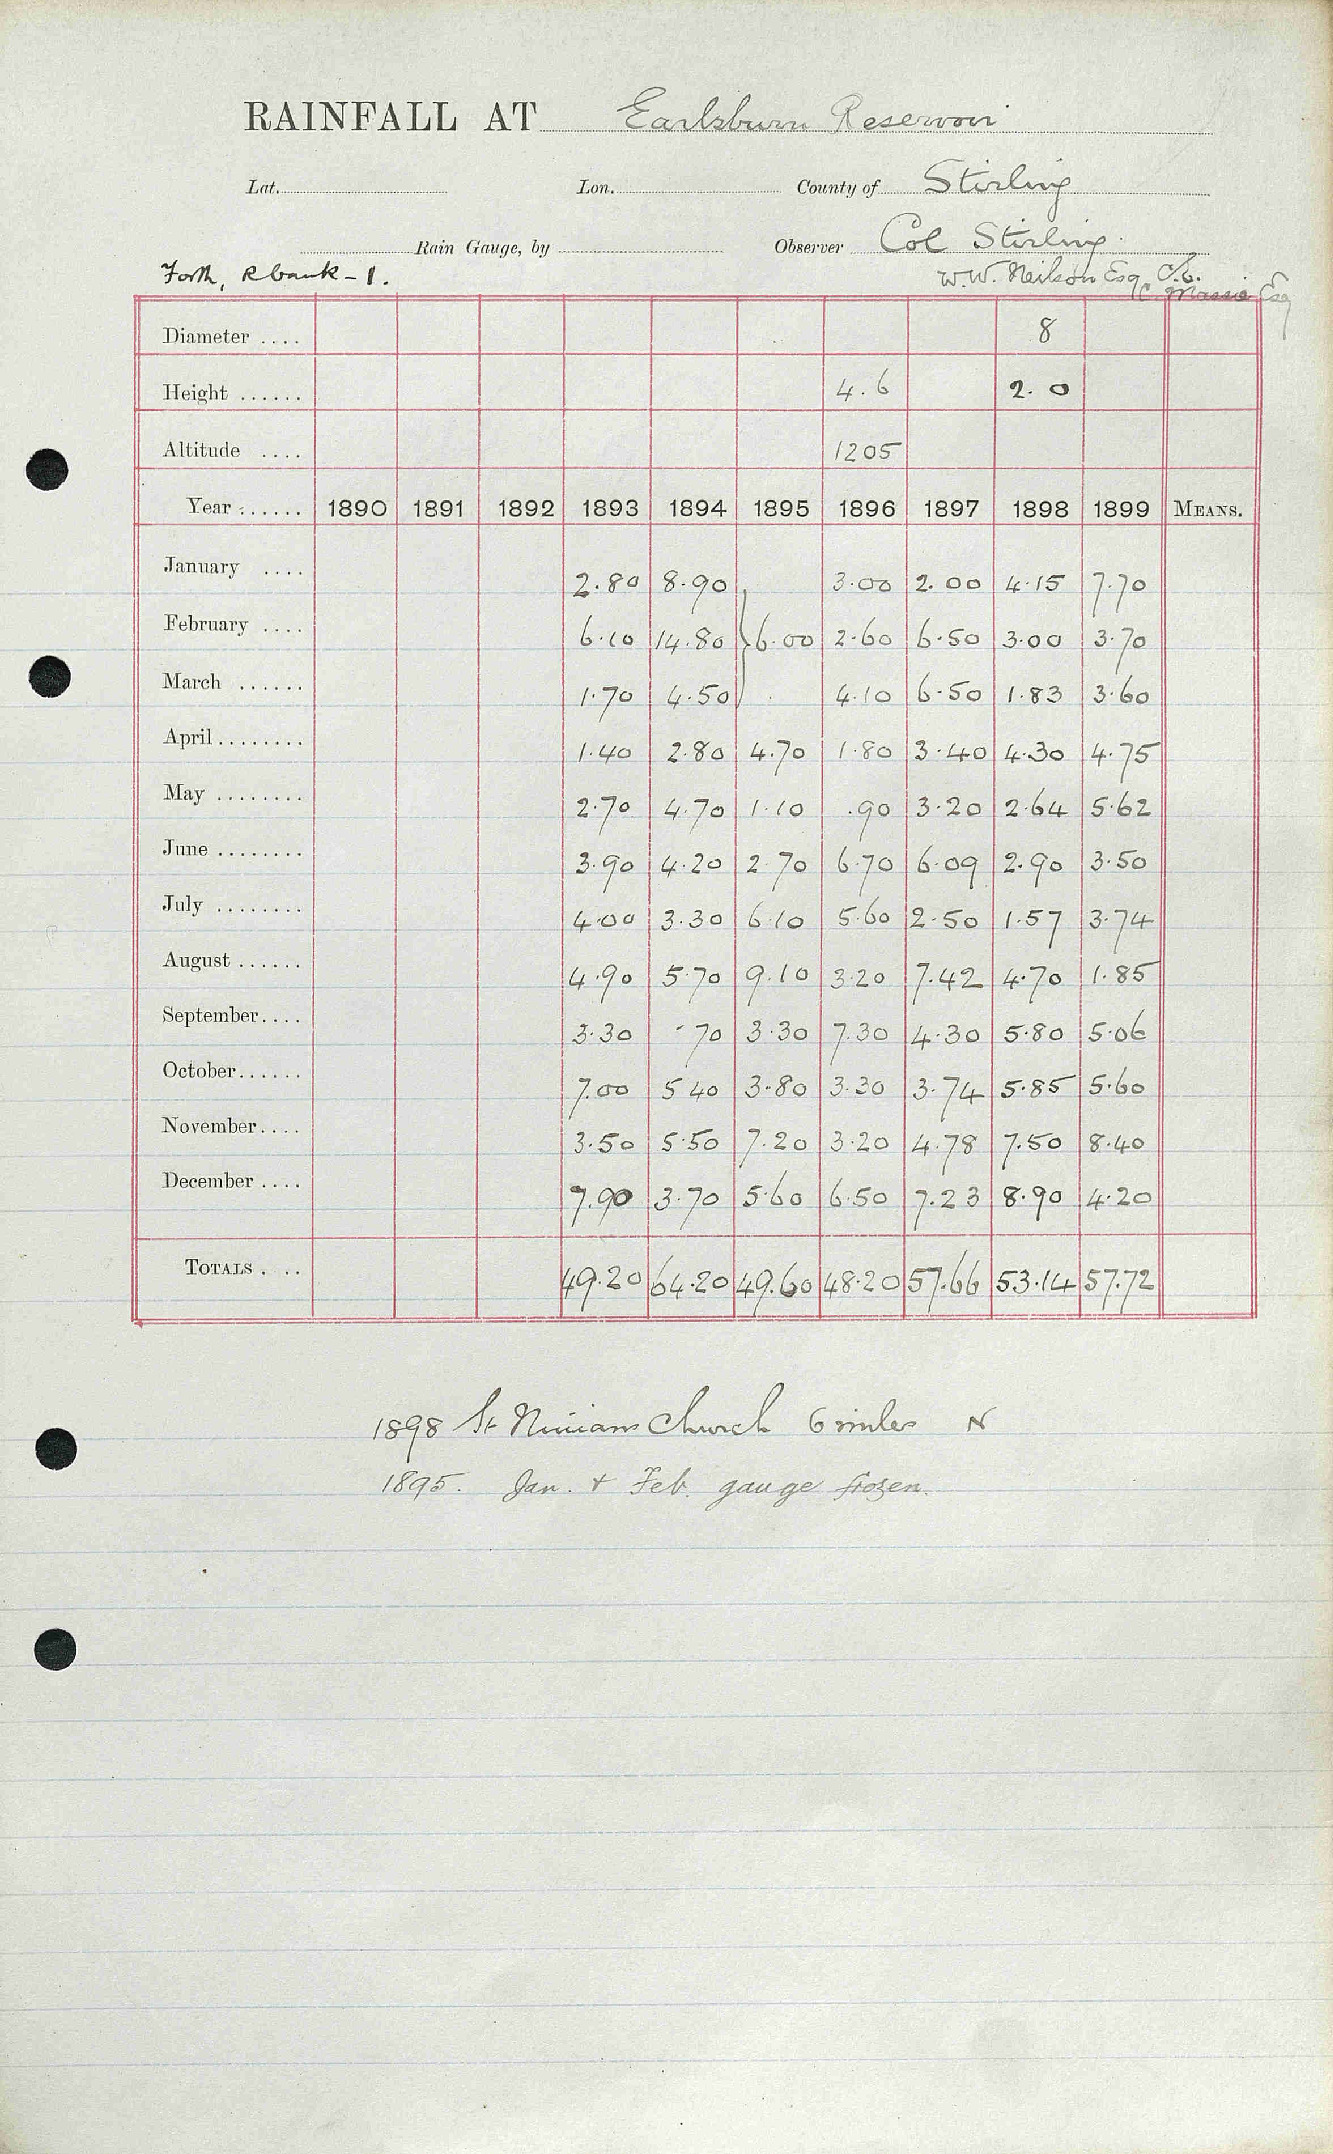 RAINFALL AT Earlsburn Reservoir
Lat. Lon. County of Stirling
Rain Gauge, by Observer Col Stirling.
Forth, R bank - 1. W.W. Neilson Esq C.E.
C. Massie Esq
Diameter .... 8
Height ...... 4.6 2.0
Altitude .... 1205
Year ...... 1890 1891 1892 1893 1894 1895 1896 1897 1898 1899 MEANS.
January .... 2.80 8.90 3.00 2.00 4.15 7.70
February .... 6.10 14.80 } 6.00 2.60 6.50 3.00 3.70
March ...... 1.70 4.50 4.10 6.50 1.83 3.60
April ........ 1.40 2.80 4.70 1.80 3.40 4.30 4.75
May ........ 2.70 4.70 1.10 .90 3.20 2.64 5.62
June ........ 3.90 4.20 2.70 6.70 6.09 2.90 3.50
July ........ 4.00 3.30 6.10 5.60 2.50 1.57 3.74
August ...... 4.90 5.70 9.10 3.20 7.42 4.70 1.85
September.... 3.30 .70 3.30 7.30 4.30 5.80 5.06
October...... 7.00 5.40 3.80 3.30 3.74 5.85 5.60
November.... 3.50 5.50 7.20 3.20 4.78 7.50 8.40
December .... 7.90 3.70 5.60 6.50 7.23 8.90 4.20
TOTALS .... 49.20 64.20 49.60 48.20 57.66 53.14 57.72
1898 St Ninians Church 6 miles N
1895. Jan. + Feb. gauge frozen.